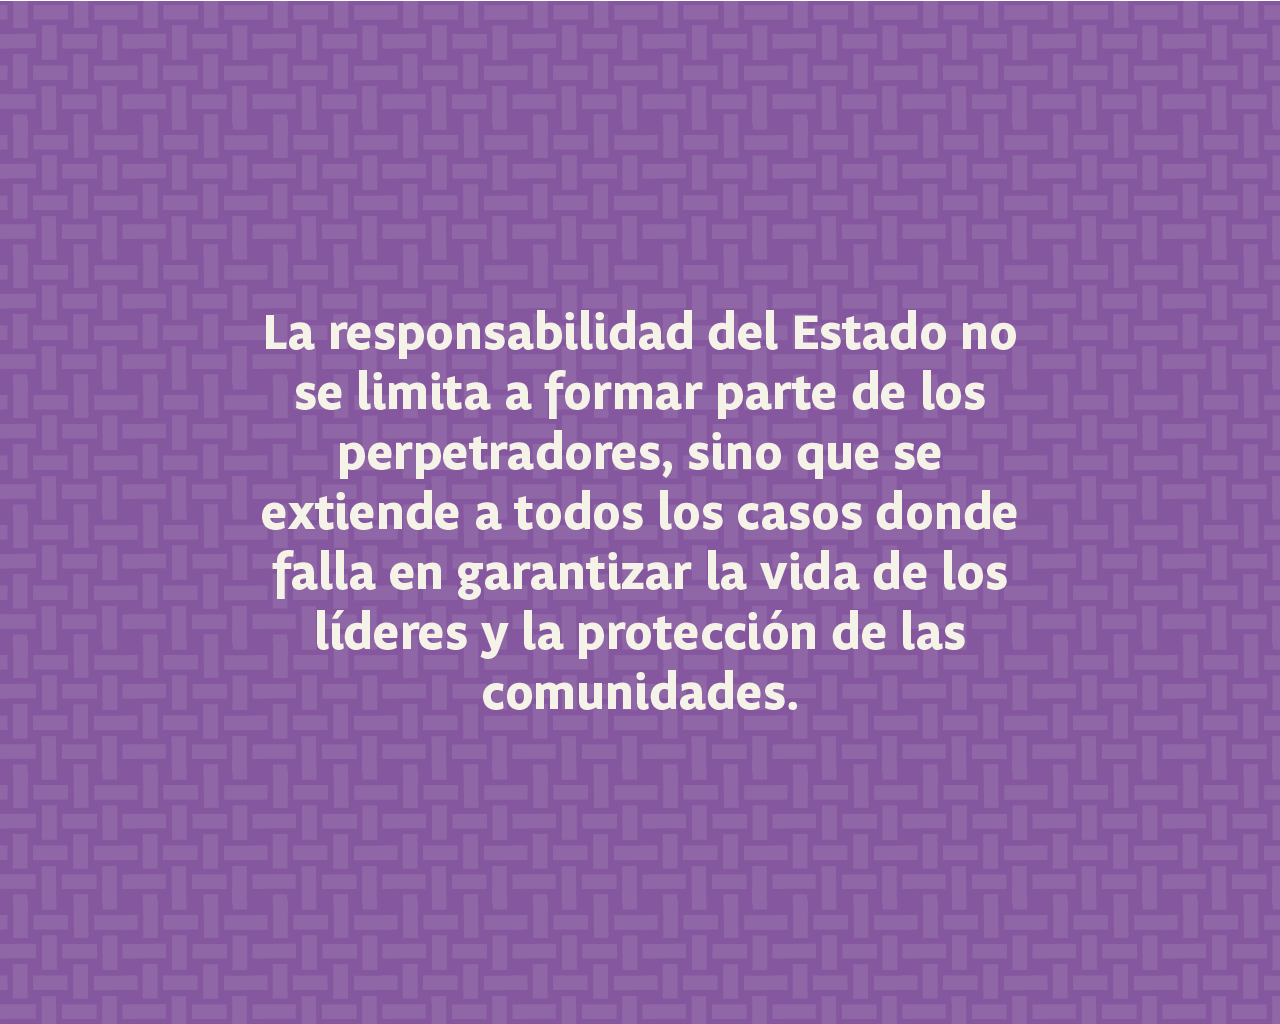 La responsabilidad del Estado no
se limita a formar parte de los
perpetradores, sino que se
extiende a todos los casos donde
falla en garantizar la vida de los
líderes y la protección de las
comunidades.